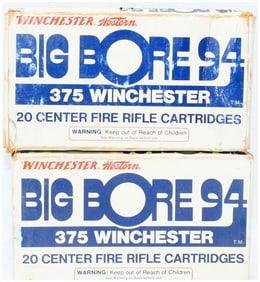 WINCHESTER Western
BIG BORE 94
375 WINCHESTER
TM
20 CENTER FIRE RIFLE CARTRIDGES
WARNING: Keep out of Reach of Children
WINCHESTER Western
BIG BORE 94
375 WINCHESTER
T.M.
20 CENTER FIRE RIFLE CARTRIDGES
WARNING: Keep out of Reach of Children